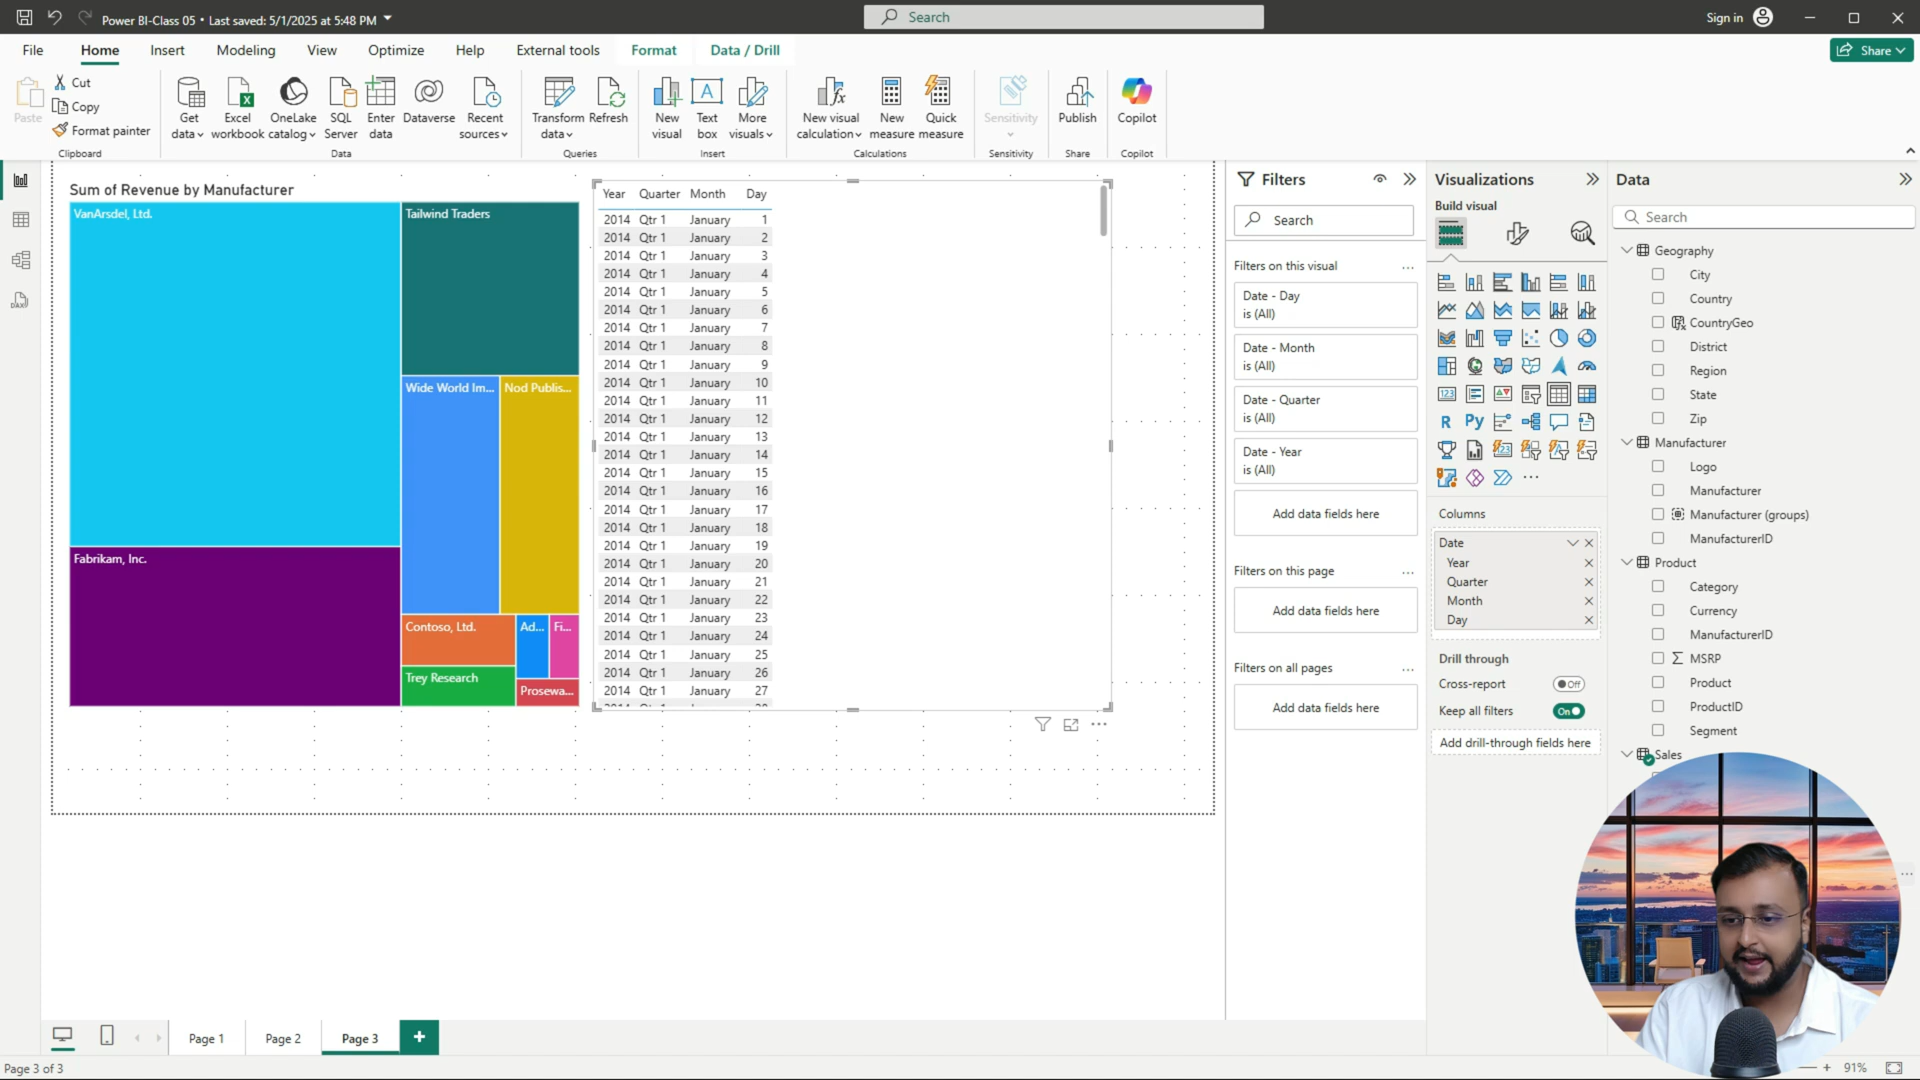 Power BI-Class 05 • Last saved: 5/1/2025 at 5:48 PM
Search
Sign in
File
Home
Insert
Modeling
View
Optimize
Help
External tools
Format
Data / Drill
Share
Paste
Cut
Copy
Format painter
Clipboard
Get data
Excel workbook
OneLake catalog
SQL Server
Enter data
Dataverse
Recent sources
Data
Transform data
Refresh
Queries
New visual
Text box
More visuals
Insert
New visual calculation
New measure
Quick measure
Calculations
Sensitivity
Sensitivity
Publish
Share
Copilot
Copilot
Sum of Revenue by Manufacturer
VanArsdel, Ltd.
Tailwind Traders
Wide World Im...
Nod Publis...
Fabrikam, Inc.
Contoso, Ltd.
Ad...
Fi...
Trey Research
Prosewa...
Year Quarter Month Day
2014 Qtr 1 January 1
2014 Qtr 1 January 2
2014 Qtr 1 January 3
2014 Qtr 1 January 4
2014 Qtr 1 January 5
2014 Qtr 1 January 6
2014 Qtr 1 January 7
2014 Qtr 1 January 8
2014 Qtr 1 January 9
2014 Qtr 1 January 10
2014 Qtr 1 January 11
2014 Qtr 1 January 12
2014 Qtr 1 January 13
2014 Qtr 1 January 14
2014 Qtr 1 January 15
2014 Qtr 1 January 16
2014 Qtr 1 January 17
2014 Qtr 1 January 18
2014 Qtr 1 January 19
2014 Qtr 1 January 20
2014 Qtr 1 January 21
2014 Qtr 1 January 22
2014 Qtr 1 January 23
2014 Qtr 1 January 24
2014 Qtr 1 January 25
2014 Qtr 1 January 26
2014 Qtr 1 January 27
Filters
Search
Filters on this visual
Date - Day
is (All)
Date - Month
is (All)
Date - Quarter
is (All)
Date - Year
is (All)
Add data fields here
Filters on this page
Add data fields here
Filters on all pages
Add data fields here
Visualizations
Build visual
R
Py
Columns
Date
Year
Quarter
Month
Day
Drill through
Cross-report
Off
Keep all filters
On
Add drill-through fields here
Data
Search
Geography
City
Country
CountryGeo
District
Region
State
Zip
Manufacturer
Logo
Manufacturer
Manufacturer (groups)
ManufacturerID
Product
Category
Currency
ManufacturerID
MSRP
Product
ProductID
Segment
Sales
Page 1
Page 2
Page 3
Page 3 of 3
91%